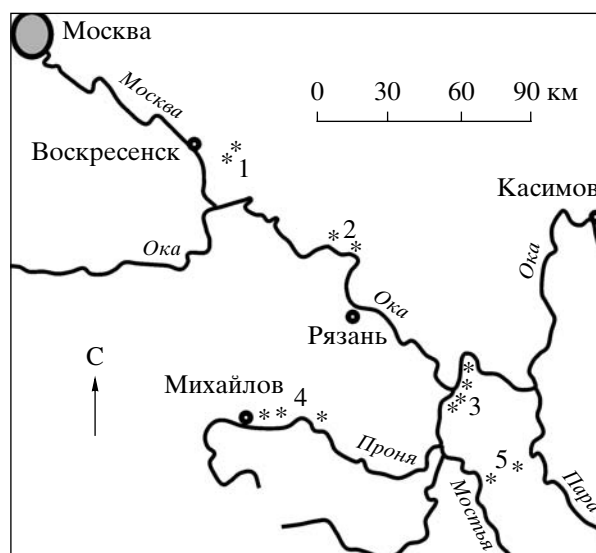 Москва
Москва
0 30 60 90 км
Воскресенск
* *
1
Касимов
* 2 *
Ока
Ока
Ока
Рязань
С
*
*
* *
3
Михайлов
* * 4 *
Проня
5
* *
Мостья
Пара